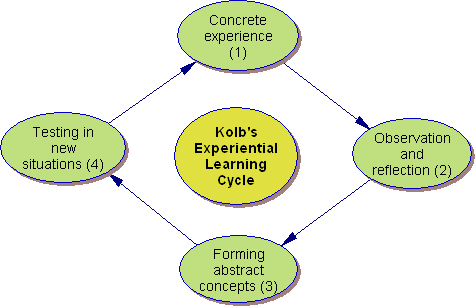 Concrete
experience
(1)
Observation
and
reflection (2)
Forming
abstract
concepts (3)
Testing in
new
situations (4)
Kolb's
Experiential
Learning
Cycle